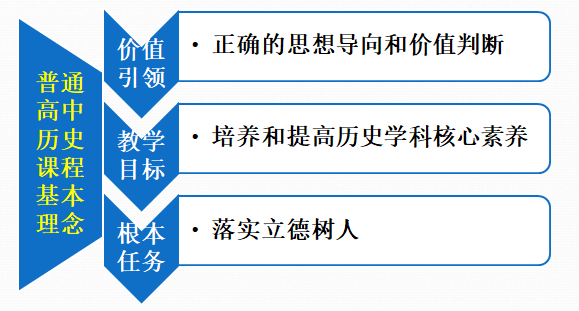 普通
高中
历史
课程
基本
理念
价值
引领
• 正确的思想导向和价值判断
教学
目标
• 培养和提高历史学科核心素养
根本
任务
• 落实立德树人